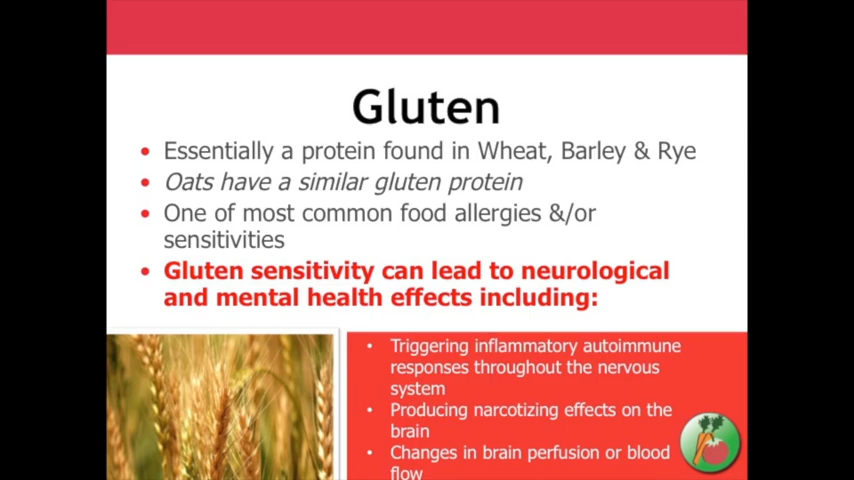 Gluten
• Essentially a protein found in Wheat, Barley & Rye
• Oats have a similar gluten protein
• One of most common food allergies &/or
sensitivities
• Gluten sensitivity can lead to neurological
and mental health effects including:
• Triggering inflammatory autoimmune
responses throughout the nervous
system
• Producing narcotizing effects on the
brain
• Changes in brain perfusion or blood
flow